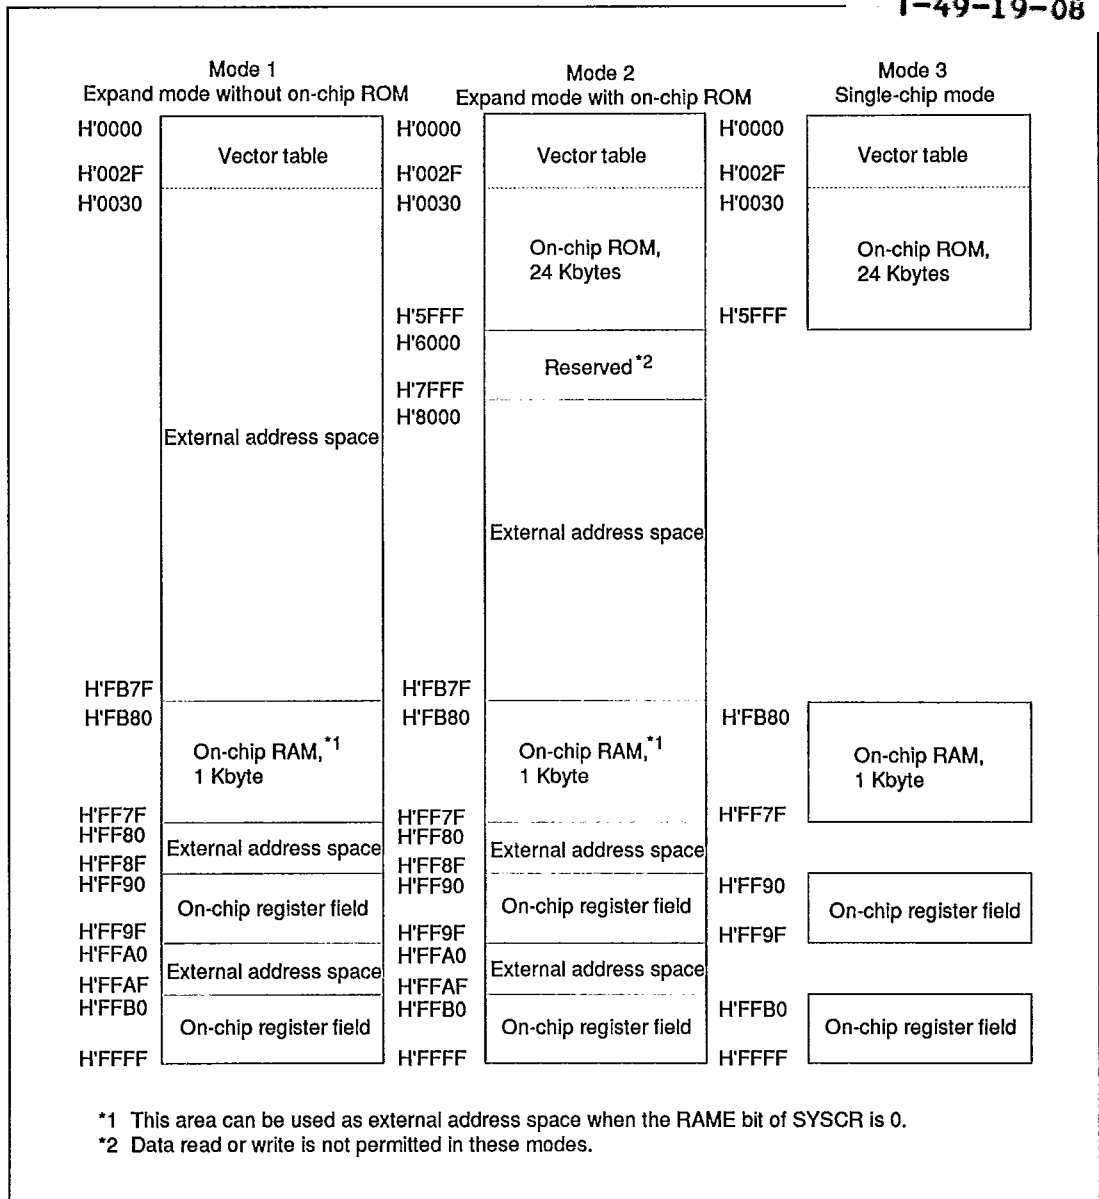 T-49-19-08
Mode 1
Expand mode without on-chip ROM
H'0000
Vector table
H'002F
H'0030
External address space
H'FB7F
H'FB80
On-chip RAM,*1
1 Kbyte
H'FF7F
H'FF80
External address space
H'FF8F
H'FF90
On-chip register field
H'FF9F
H'FFA0
External address space
H'FFAF
H'FFB0
On-chip register field
H'FFFF
Mode 2
Expand mode with on-chip ROM
H'0000
Vector table
H'002F
H'0030
On-chip ROM,
24 Kbytes
H'5FFF
H'6000
Reserved*2
H'7FFF
H'8000
External address space
H'FB7F
H'FB80
On-chip RAM,*1
1 Kbyte
H'FF7F
H'FF80
External address space
H'FF8F
H'FF90
On-chip register field
H'FF9F
H'FFA0
External address space
H'FFAF
H'FFB0
On-chip register field
H'FFFF
Mode 3
Single-chip mode
H'0000
Vector table
H'002F
H'0030
On-chip ROM,
24 Kbytes
H'5FFF
H'FB80
On-chip RAM,
1 Kbyte
H'FF7F
H'FF90
On-chip register field
H'FF9F
H'FFB0
On-chip register field
H'FFFF
*1 This area can be used as external address space when the RAME bit of SYSCR is 0.
*2 Data read or write is not permitted in these modes.